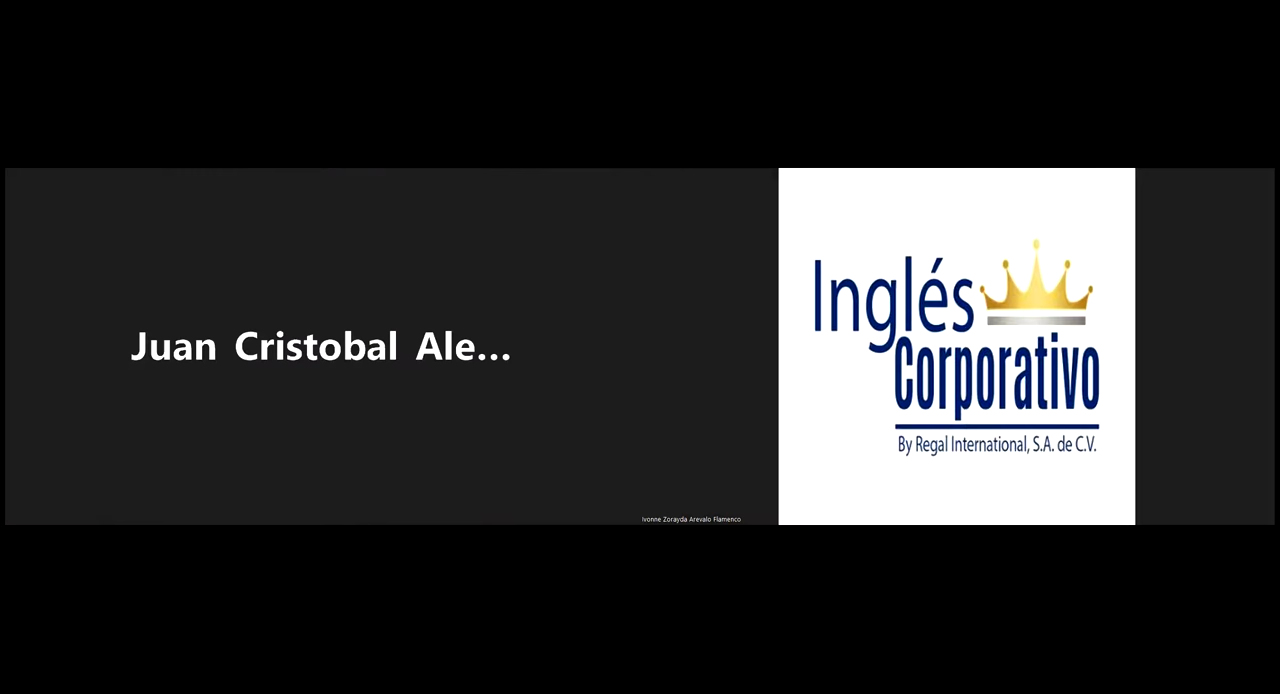 Juan Cristobal Ale...
Inglés
Corporativo
By Regal International, S.A. de C.V.
Ivonne Zorayda Arevalo Flamenco